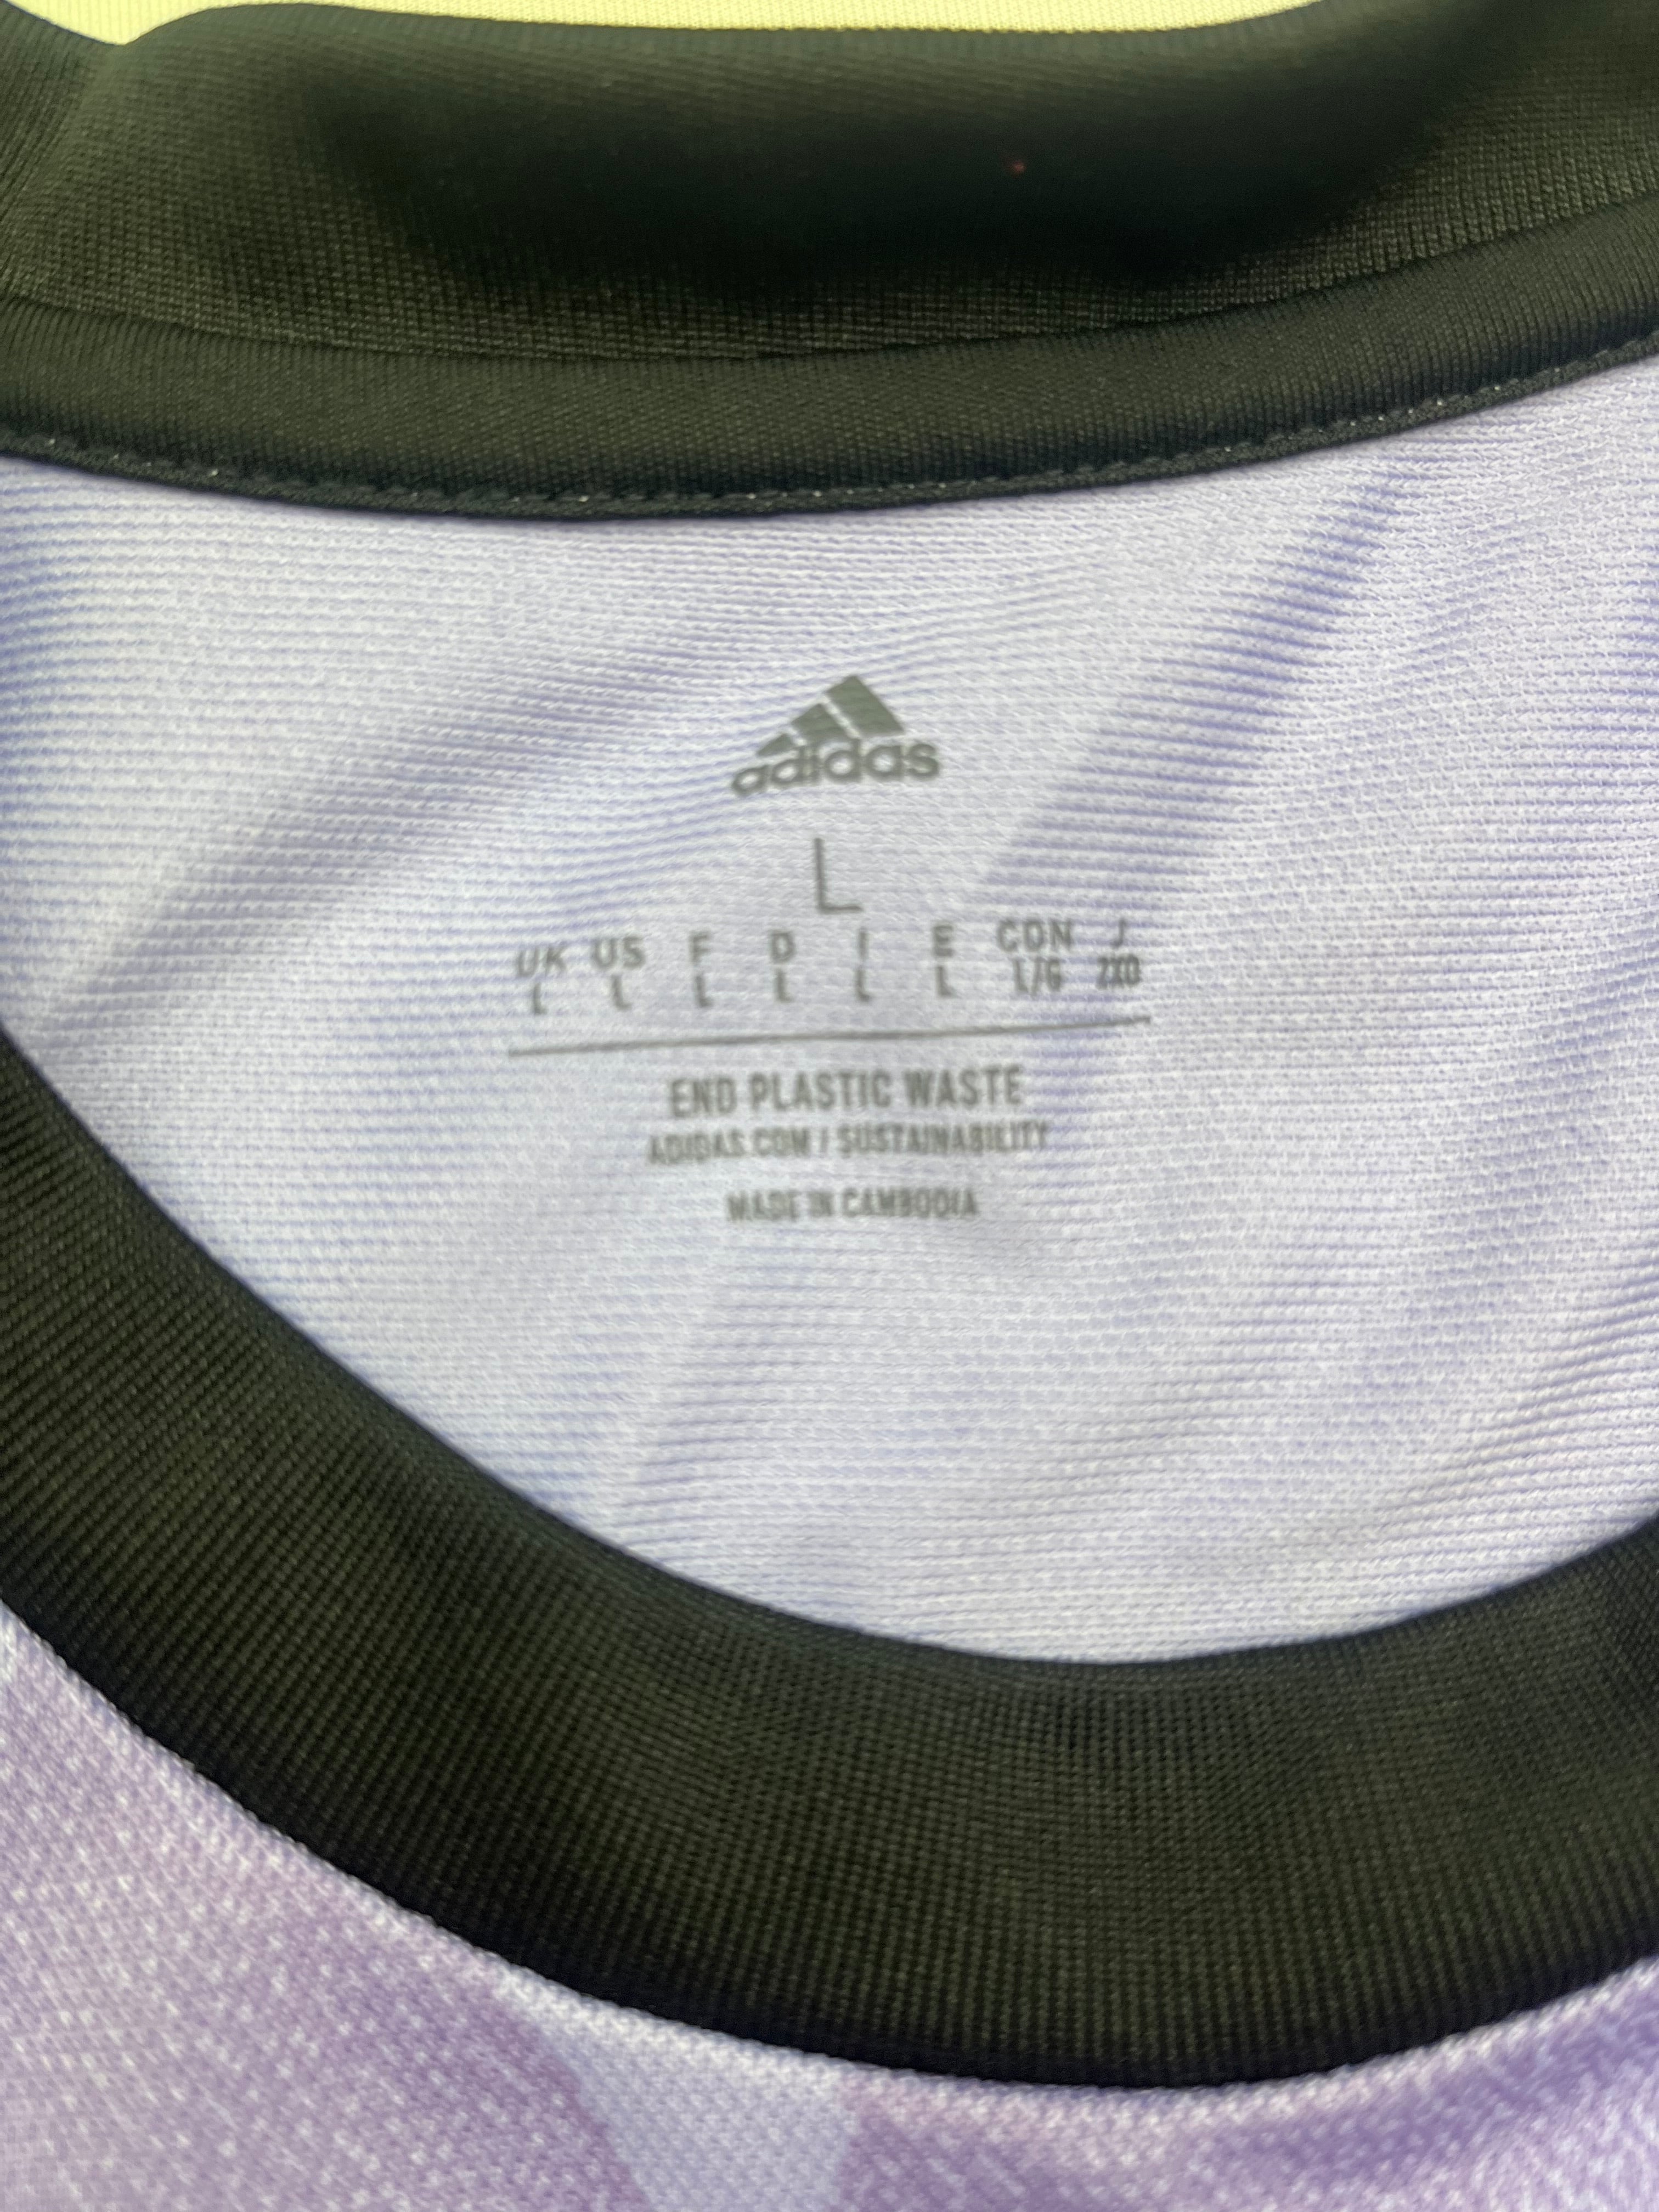 adidas
L
UK US F D I E CON J
L L L L L L L/G 2XO
END PLASTIC WASTE
ADIDAS.COM / SUSTAINABILITY
MADE IN CAMBODIA